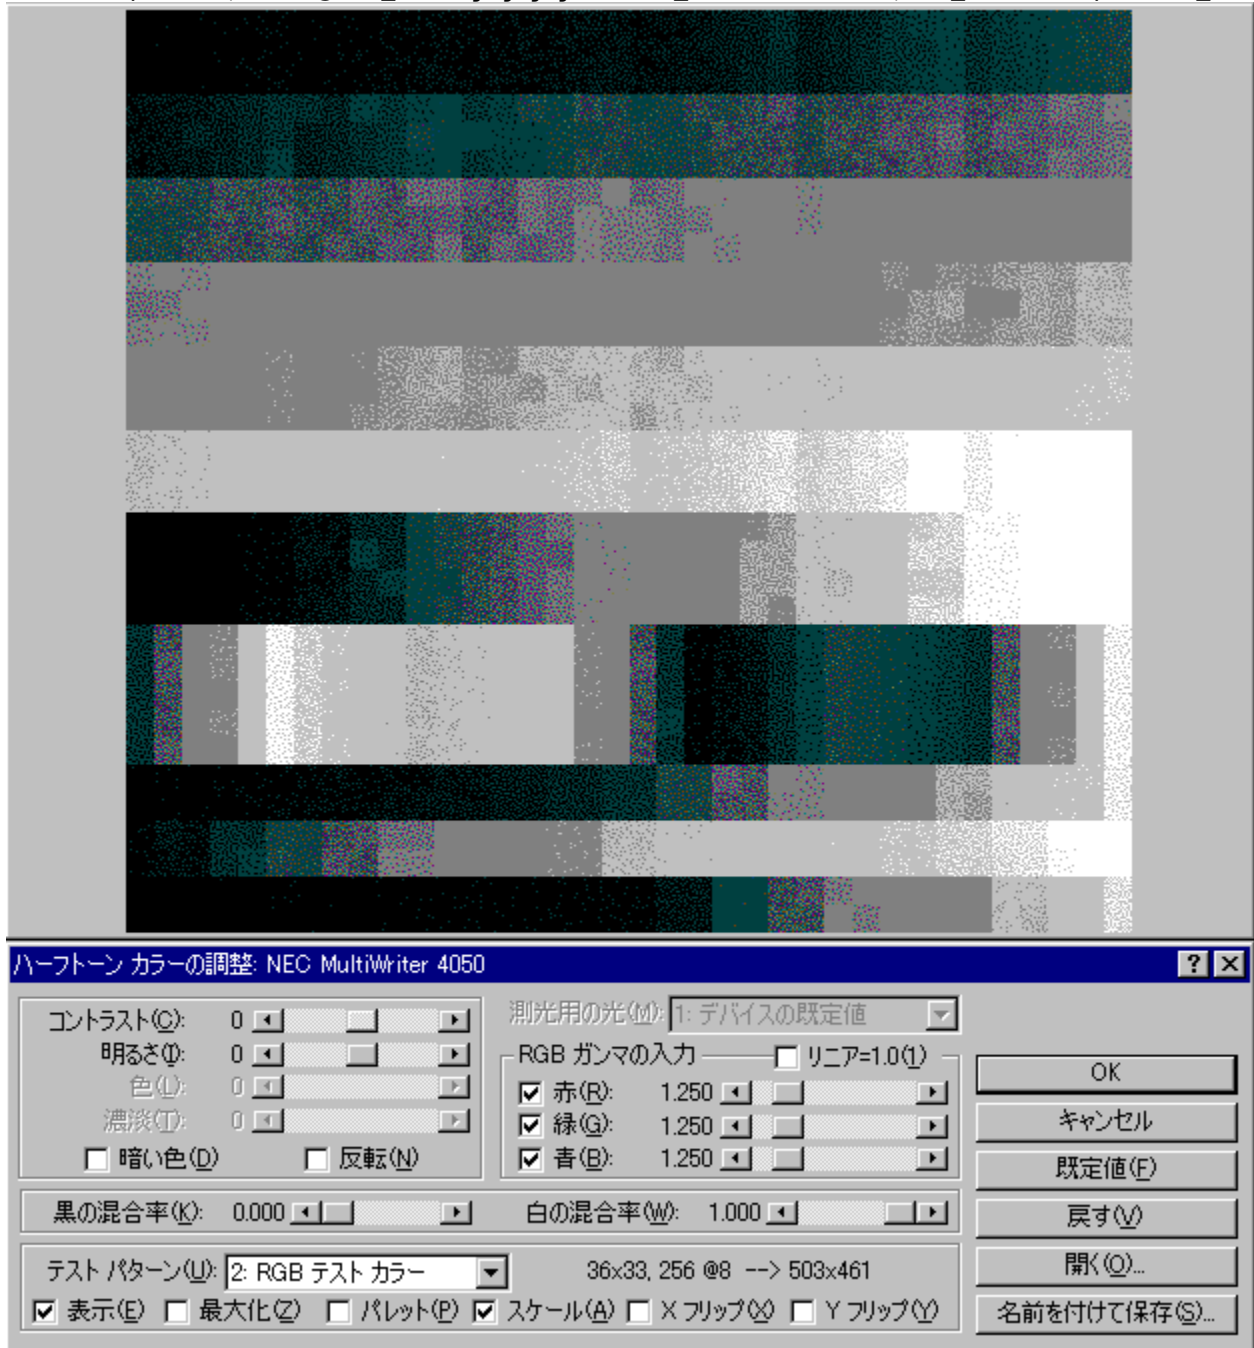 ハーフトーン カラーの調整: NEC MultiWriter 4050
コントラスト(C): 0
明るさ(I): 0
色(L): 0
濃淡(T): 0
暗い色(D) 反転(N)
測光用の光(M): 1: デバイスの既定値
RGB ガンマの入力 リニア=1.0(1)
赤(R): 1.250
緑(G): 1.250
青(B): 1.250
OK
キャンセル
既定値(F)
戻す(V)
開く(O)...
名前を付けて保存(S)...
黒の混合率(K): 0.000 白の混合率(W): 1.000
テスト パターン(U): 2: RGB テスト カラー 36x33, 256 @8 --> 503x461
表示(E) 最大化(Z) パレット(P) スケール(A) X フリップ(X) Y フリップ(Y)